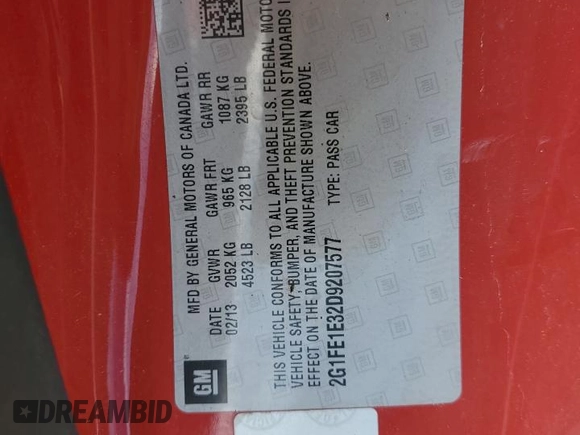 GM
MFD BY GENERAL MOTORS OF CANADA LTD.
DATE GVWR GAWR FRT GAWR RR
02/13 2052 KG 965 KG 1087 KG
4523 LB 2128 LB 2395 LB
THIS VEHICLE CONFORMS TO ALL APPLICABLE U.S. FEDERAL MOTOR
VEHICLE SAFETY, BUMPER, AND THEFT PREVENTION STANDARDS I
EFFECT ON THE DATE OF MANUFACTURE SHOWN ABOVE.
2G1FE1E32D9207577 TYPE: PASS CAR
DREAMBID